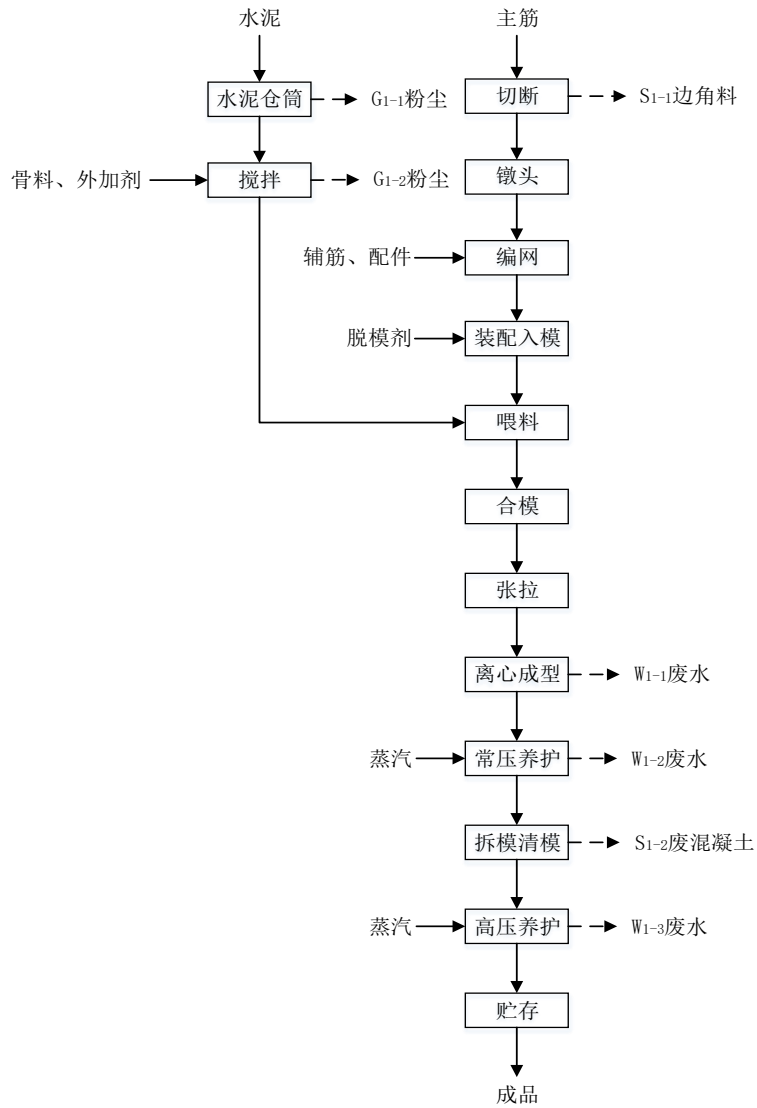 水泥
主筋
水泥仓筒
G1-1粉尘
切断
S1-1边角料
骨料、外加剂
搅拌
G1-2粉尘
镦头
辅筋、配件
编网
脱模剂
装配入模
喂料
合模
张拉
离心成型
W1-1废水
蒸汽
常压养护
W1-2废水
拆模清模
S1-2废混凝土
蒸汽
高压养护
W1-3废水
贮存
成品